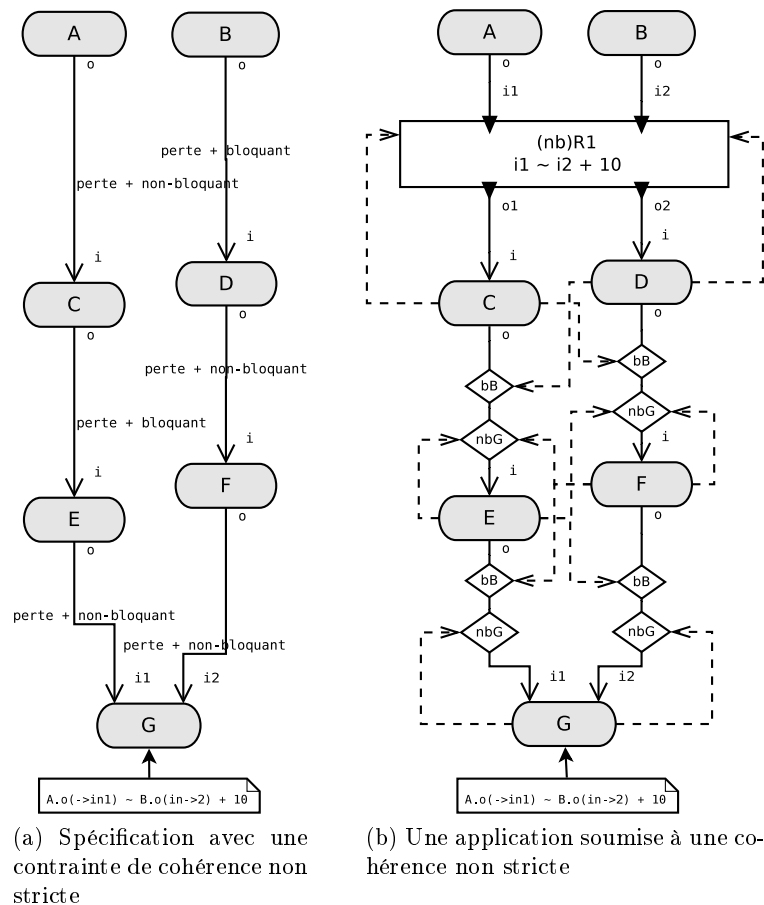 A
o
B
o
perte + bloquant
perte + non-bloquant
i
i
C
o
D
o
perte + non-bloquant
perte + bloquant
i
i
E
o
F
o
perte + non-bloquant
perte + non-bloquant
i1
i2
G
A.o(->in1) ~ B.o(in->2) + 10
(a) Spécification avec une
contrainte de cohérence non
stricte
A
o
B
o
i1
i2
(nb)R1
i1 ~ i2 + 10
o1
o2
i
i
C
o
D
o
bB
bB
nbG
nbG
i
i
E
o
F
o
bB
bB
nbG
nbG
i1
i2
G
A.o(->in1) ~ B.o(in->2) + 10
(b) Une application soumise à une co-
hérence non stricte